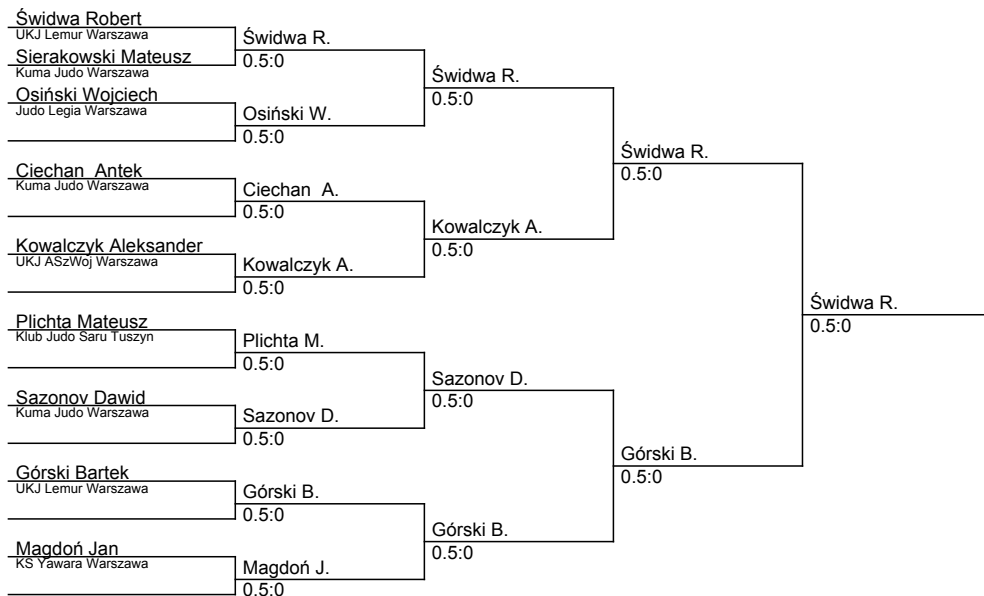 Świdwa Robert
UKJ Lemur Warszawa
Sierakowski Mateusz
Kuma Judo Warszawa
Osiński Wojciech
Judo Legia Warszawa
Ciechan  Antek
Kuma Judo Warszawa
Kowalczyk Aleksander
UKJ ASzWoj Warszawa
Plichta Mateusz
Klub Judo Saru Tuszyn
Sazonov Dawid
Kuma Judo Warszawa
Górski Bartek
UKJ Lemur Warszawa
Magdoń Jan
KS Yawara Warszawa
Świdwa R.
0.5:0
Osiński W.
0.5:0
Ciechan  A.
0.5:0
Kowalczyk A.
0.5:0
Plichta M.
0.5:0
Sazonov D.
0.5:0
Górski B.
0.5:0
Magdoń J.
0.5:0
Świdwa R.
0.5:0
Kowalczyk A.
0.5:0
Sazonov D.
0.5:0
Górski B.
0.5:0
Świdwa R.
0.5:0
Górski B.
0.5:0
Świdwa R.
0.5:0